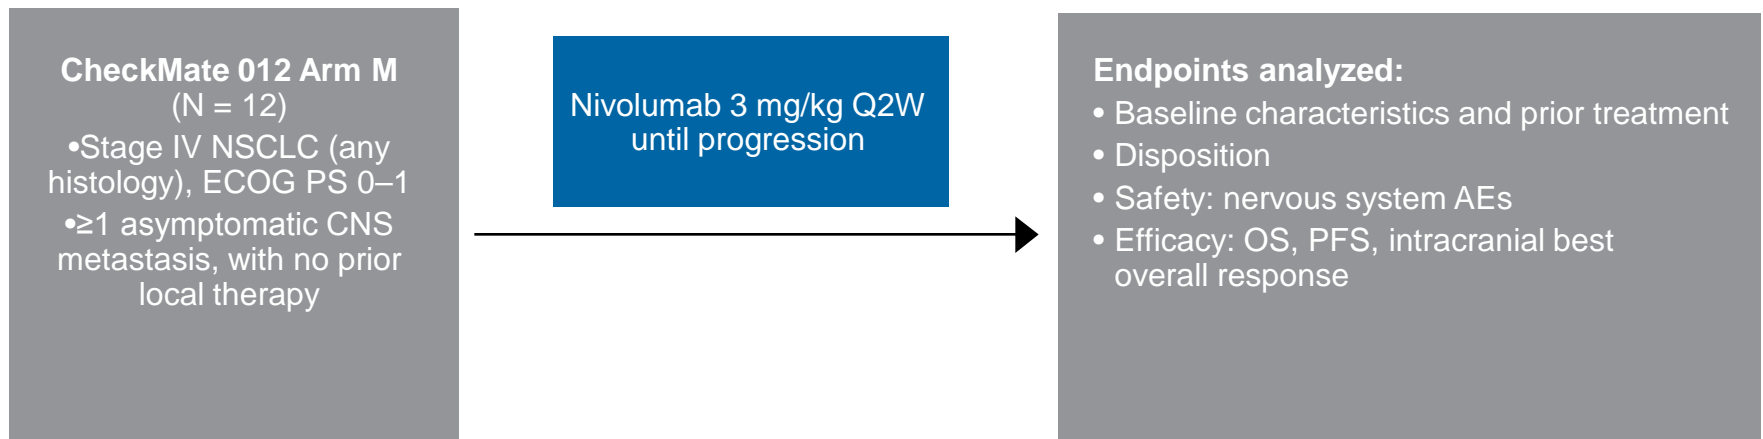 CheckMate 012 Arm M
(N = 12)
•Stage IV NSCLC (any
histology), ECOG PS 0–1
•≥1 asymptomatic CNS
metastasis, with no prior
local therapy
Nivolumab 3 mg/kg Q2W
until progression
Endpoints analyzed:
• Baseline characteristics and prior treatment
• Disposition
• Safety: nervous system AEs
• Efficacy: OS, PFS, intracranial best
overall response